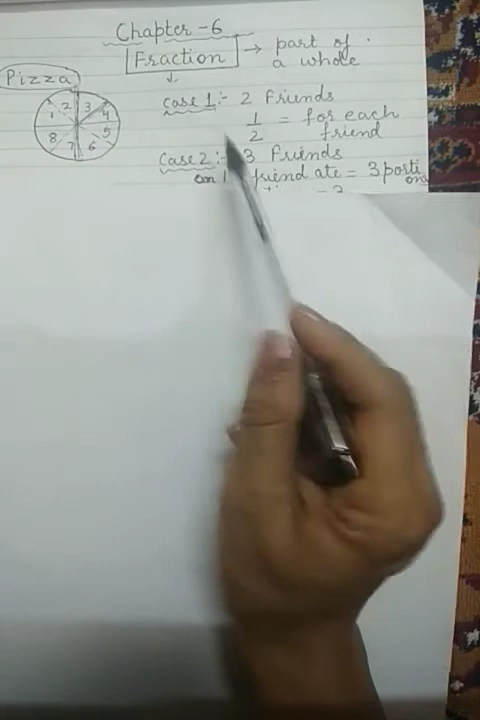 Chapter - 6
Fraction → part of a whole
Pizza
1 2 3 4 5 6 7 8
Case 1 :- 2 Friends
1/2 = for each friend
Case 2 :- 3 Friends
friend ate = 3 portions